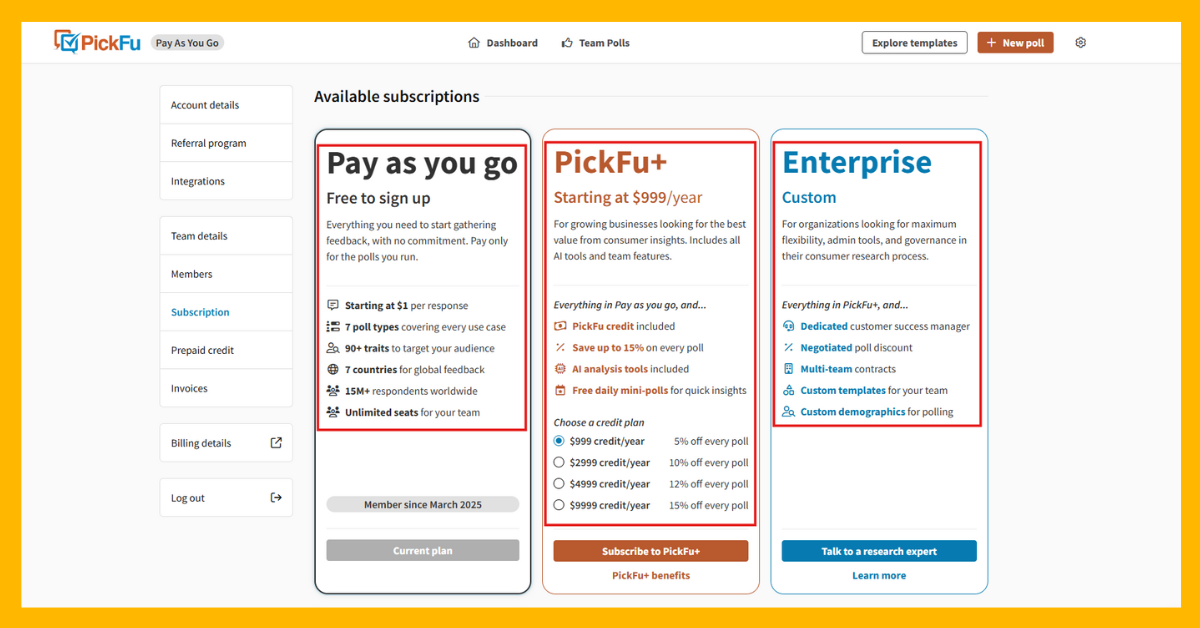 PickFu Pay As You Go
Dashboard
Team Polls
Explore templates
+ New poll
Account details
Referral program
Integrations
Team details
Members
Subscription
Prepaid credit
Invoices
Billing details
Log out
Available subscriptions
Pay as you go
Free to sign up
Everything you need to start gathering
feedback, with no commitment. Pay only
for the polls you run.
Starting at $1 per response
7 poll types covering every use case
90+ traits to target your audience
7 countries for global feedback
15M+ respondents worldwide
Unlimited seats for your team
Member since March 2025
Current plan
PickFu+
Starting at $999/year
For growing businesses looking for the best
value from consumer insights. Includes all
AI tools and team features.
Everything in Pay as you go, and...
PickFu credit included
Save up to 15% on every poll
AI analysis tools included
Free daily mini-polls for quick insights
Choose a credit plan
$999 credit/year 5% off every poll
$2999 credit/year 10% off every poll
$4999 credit/year 12% off every poll
$9999 credit/year 15% off every poll
Subscribe to PickFu+
PickFu+ benefits
Enterprise
Custom
For organizations looking for maximum
flexibility, admin tools, and governance in
their consumer research process.
Everything in PickFu+, and...
Dedicated customer success manager
Negotiated poll discount
Multi-team contracts
Custom templates for your team
Custom demographics for polling
Talk to a research expert
Learn more